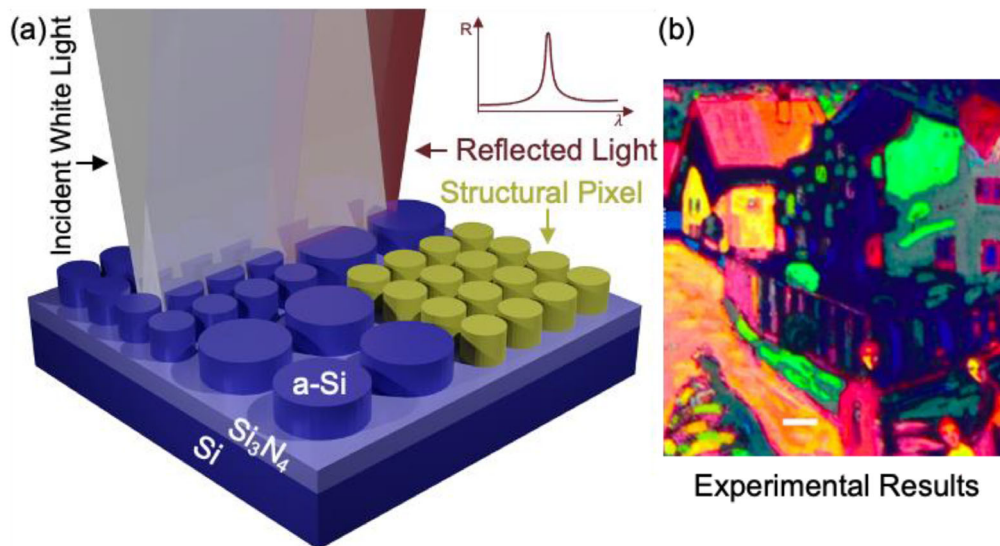 (a)
Incident White Light
R
λ
Reflected Light
Structural Pixel
a-Si
Si₃N₄
Si
(b)
Experimental Results